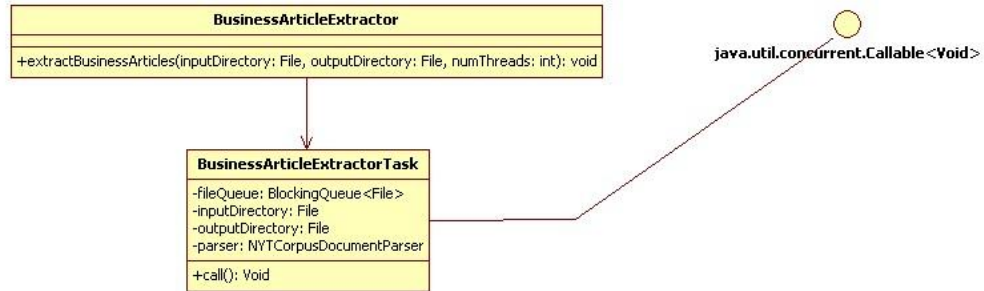 BusinessArticleExtractor
+extractBusinessArticles(inputDirectory: File, outputDirectory: File, numThreads: int): void
java.util.concurrent.Callable<Void>
BusinessArticleExtractorTask
-fileQueue: BlockingQueue<File>
-inputDirectory: File
-outputDirectory: File
-parser: NYTCorpusDocumentParser
+call(): Void